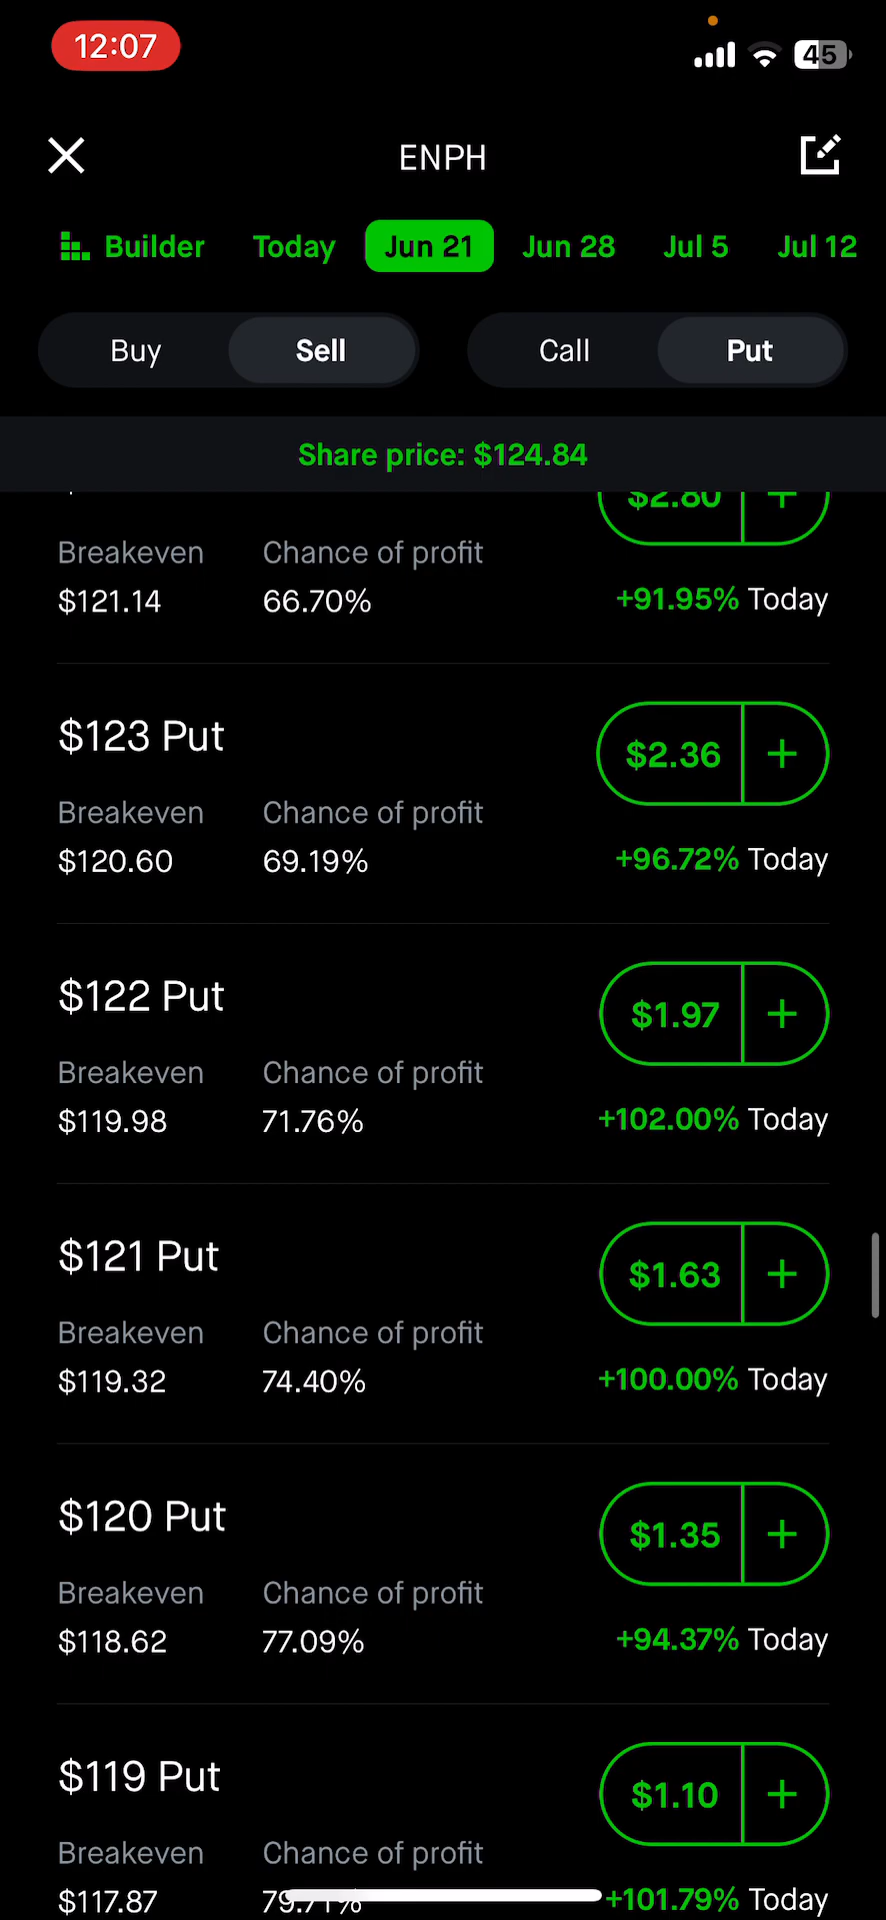 12:07
45
ENPH
Builder Today Jun 21 Jun 28 Jul 5 Jul 12
Buy Sell Call Put
Share price: $124.84
$2.80 +
Breakeven Chance of profit
$121.14 66.70% +91.95% Today
$123 Put $2.36 +
Breakeven Chance of profit
$120.60 69.19% +96.72% Today
$122 Put $1.97 +
Breakeven Chance of profit
$119.98 71.76% +102.00% Today
$121 Put $1.63 +
Breakeven Chance of profit
$119.32 74.40% +100.00% Today
$120 Put $1.35 +
Breakeven Chance of profit
$118.62 77.09% +94.37% Today
$119 Put $1.10 +
Breakeven Chance of profit
$117.87 +101.79% Today